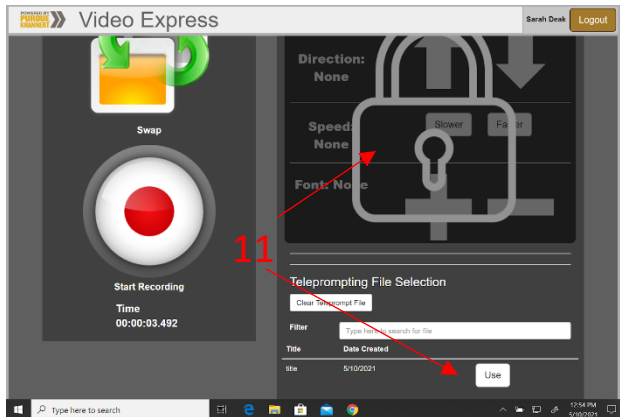 POWERED BY
PURDUE
KHANNEST
Video Express
Sarah Deak
Logout
Swap
Start Recording
Time
00:00:03.492
Direction:
None
Speed:
None
Slower
Faster
Font: None
11
Teleprompting File Selection
Clear Teleprompt File
Filter
Type here to search for file
Title Date Created
title 5/10/2021
Use
Type here to search
12:54 PM
5/10/2021